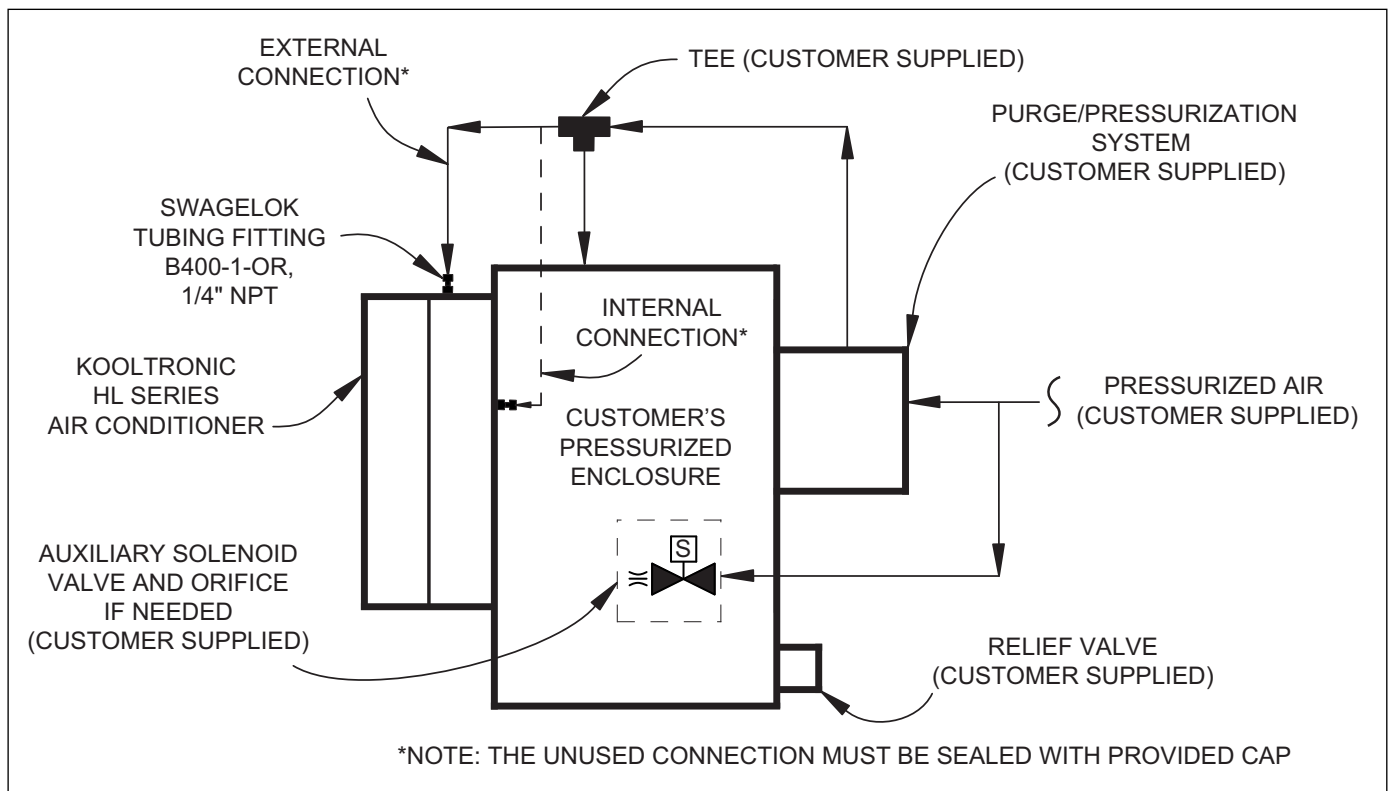 EXTERNAL
CONNECTION*
TEE (CUSTOMER SUPPLIED)
PURGE/PRESSURIZATION
SYSTEM
(CUSTOMER SUPPLIED)
SWAGELOK
TUBING FITTING
B400-1-OR,
1/4" NPT
INTERNAL
CONNECTION*
KOOLTRONIC
HL SERIES
AIR CONDITIONER
PRESSURIZED AIR
(CUSTOMER SUPPLIED)
CUSTOMER'S
PRESSURIZED
ENCLOSURE
S
AUXILIARY SOLENOID
VALVE AND ORIFICE
IF NEEDED
(CUSTOMER SUPPLIED)
RELIEF VALVE
(CUSTOMER SUPPLIED)
*NOTE: THE UNUSED CONNECTION MUST BE SEALED WITH PROVIDED CAP